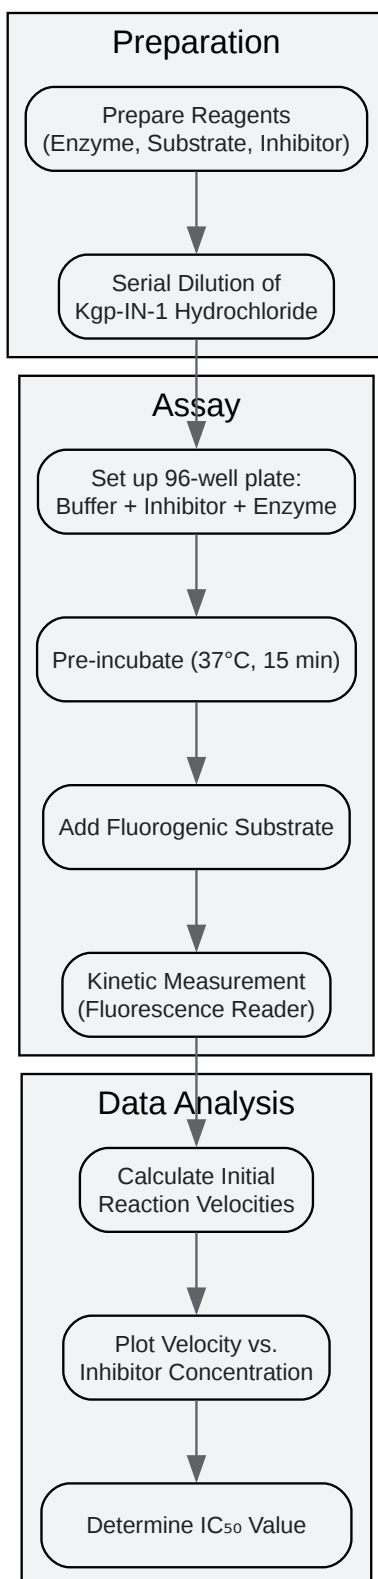 Preparation
Prepare Reagents
(Enzyme, Substrate, Inhibitor)
Serial Dilution of
Kgp-IN-1 Hydrochloride
Assay
Set up 96-well plate:
Buffer + Inhibitor + Enzyme
Pre-incubate (37°C, 15 min)
Add Fluorogenic Substrate
Kinetic Measurement
(Fluorescence Reader)
Data Analysis
Calculate Initial
Reaction Velocities
Plot Velocity vs.
Inhibitor Concentration
Determine IC₅₀ Value